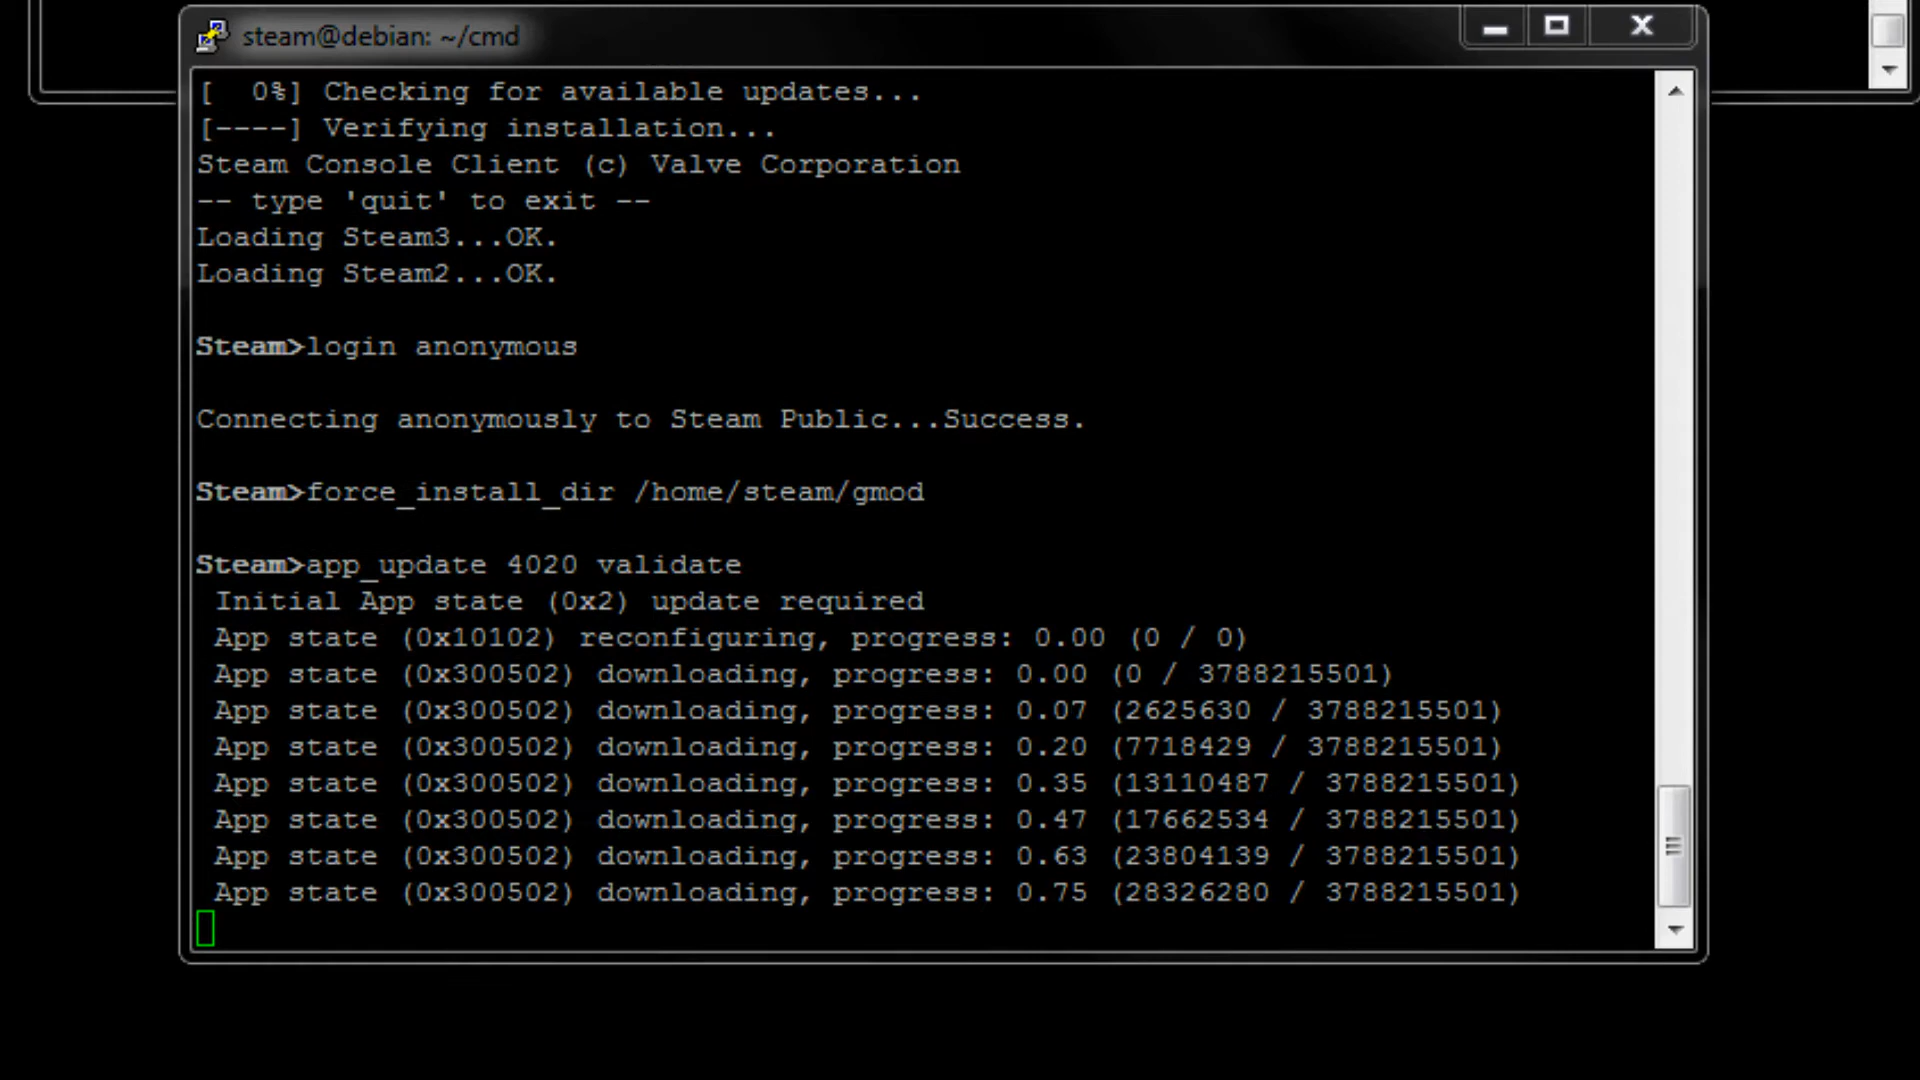 steam@debian: ~/cmd
[  0%] Checking for available updates...
[----] Verifying installation...
Steam Console Client (c) Valve Corporation
-- type 'quit' to exit --
Loading Steam3...OK.
Loading Steam2...OK.
Steam>login anonymous
Connecting anonymously to Steam Public...Success.
Steam>force_install_dir /home/steam/gmod
Steam>app_update 4020 validate
Initial App state (0x2) update required
App state (0x10102) reconfiguring, progress: 0.00 (0 / 0)
App state (0x300502) downloading, progress: 0.00 (0 / 3788215501)
App state (0x300502) downloading, progress: 0.07 (2625630 / 3788215501)
App state (0x300502) downloading, progress: 0.20 (7718429 / 3788215501)
App state (0x300502) downloading, progress: 0.35 (13110487 / 3788215501)
App state (0x300502) downloading, progress: 0.47 (17662534 / 3788215501)
App state (0x300502) downloading, progress: 0.63 (23804139 / 3788215501)
App state (0x300502) downloading, progress: 0.75 (28326280 / 3788215501)